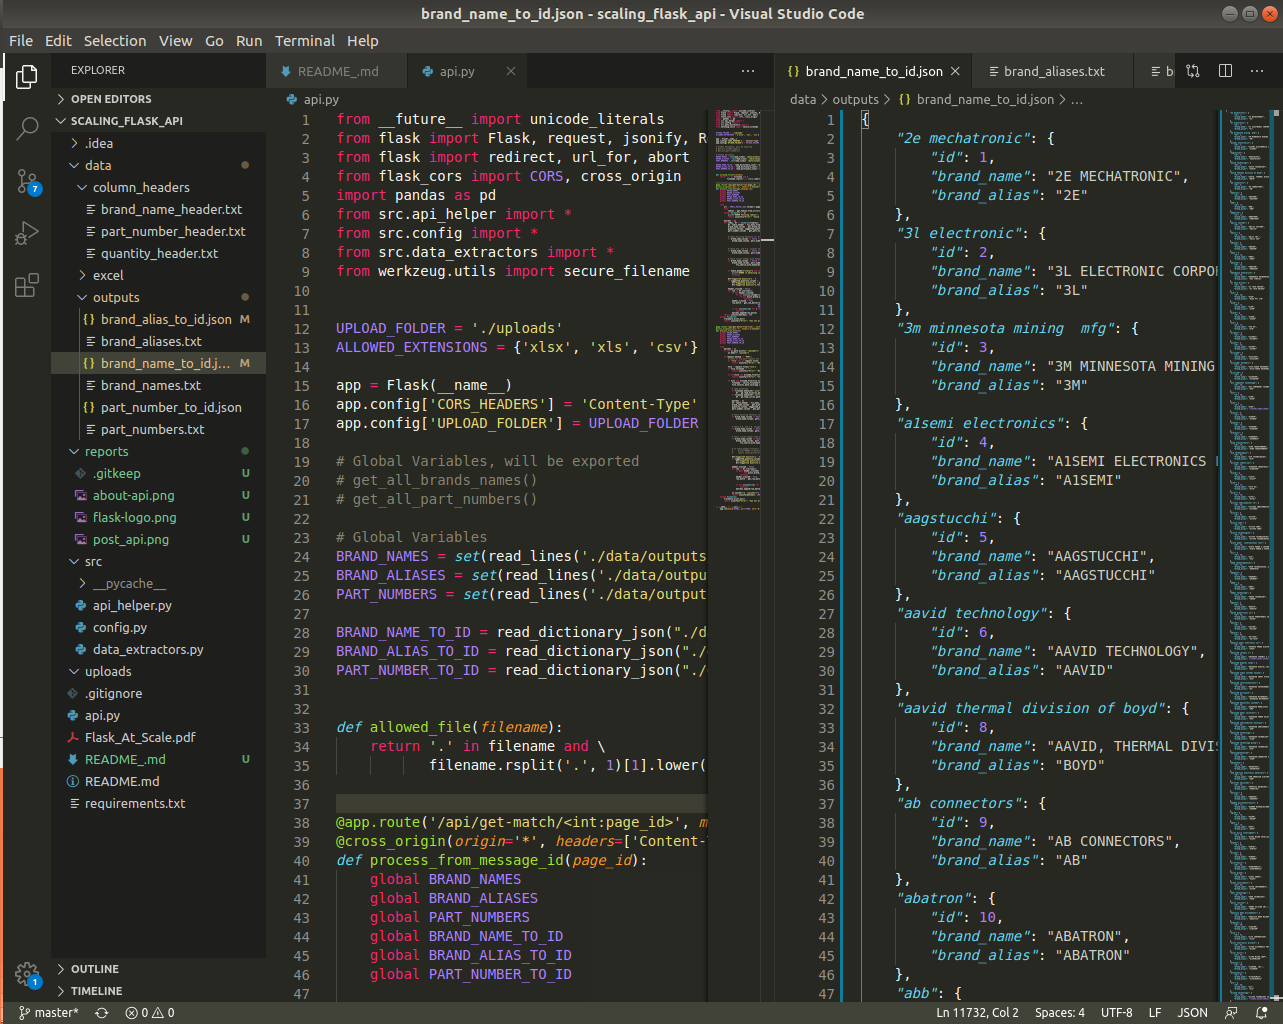 brand_name_to_id.json - scaling_flask_api - Visual Studio Code
File Edit Selection View Go Run Terminal Help
EXPLORER
OPEN EDITORS
SCALING_FLASK_API
.idea
data
column_headers
brand_name_header.txt
part_number_header.txt
quantity_header.txt
excel
outputs
brand_alias_to_id.json M
brand_aliases.txt
brand_name_to_id.j... M
brand_names.txt
part_number_to_id.json
part_numbers.txt
reports
.gitkeep U
about-api.png U
flask-logo.png U
post_api.png U
src
__pycache__
api_helper.py
config.py
data_extractors.py
uploads
.gitignore
api.py
Flask_At_Scale.pdf
README_.md U
README.md
requirements.txt
OUTLINE
TIMELINE
7
1
README_.md
api.py
api.py
1 from __future__ import unicode_literals
2 from flask import Flask, request, jsonify, R
3 from flask import redirect, url_for, abort
4 from flask_cors import CORS, cross_origin
5 import pandas as pd
6 from src.api_helper import *
7 from src.config import *
8 from src.data_extractors import *
9 from werkzeug.utils import secure_filename
10
11
12 UPLOAD_FOLDER = './uploads'
13 ALLOWED_EXTENSIONS = {'xlsx', 'xls', 'csv'}
14
15 app = Flask(__name__)
16 app.config['CORS_HEADERS'] = 'Content-Type'
17 app.config['UPLOAD_FOLDER'] = UPLOAD_FOLDER
18
19 # Global Variables, will be exported
20 # get_all_brands_names()
21 # get_all_part_numbers()
22
23 # Global Variables
24 BRAND_NAMES = set(read_lines('./data/outputs
25 BRAND_ALIASES = set(read_lines('./data/outpu
26 PART_NUMBERS = set(read_lines('./data/output
27
28 BRAND_NAME_TO_ID = read_dictionary_json("./d
29 BRAND_ALIAS_TO_ID = read_dictionary_json("./
30 PART_NUMBER_TO_ID = read_dictionary_json("./
31
32
33 def allowed_file(filename):
34 return '.' in filename and \
35 filename.rsplit('.', 1)[1].lower(
36
37
38 @app.route('/api/get-match/<int:page_id>', m
39 @cross_origin(origin='*', headers=['Content-
40 def process_from_message_id(page_id):
41 global BRAND_NAMES
42 global BRAND_ALIASES
43 global PART_NUMBERS
44 global BRAND_NAME_TO_ID
45 global BRAND_ALIAS_TO_ID
46 global PART_NUMBER_TO_ID
47
brand_name_to_id.json
brand_aliases.txt
b
data > outputs > {} brand_name_to_id.json > ...
1 {
2 "2e mechatronic": {
3 "id": 1,
4 "brand_name": "2E MECHATRONIC",
5 "brand_alias": "2E"
6 },
7 "3l electronic": {
8 "id": 2,
9 "brand_name": "3L ELECTRONIC CORPO
10 "brand_alias": "3L"
11 },
12 "3m minnesota mining  mfg": {
13 "id": 3,
14 "brand_name": "3M MINNESOTA MINING
15 "brand_alias": "3M"
16 },
17 "a1semi electronics": {
18 "id": 4,
19 "brand_name": "A1SEMI ELECTRONICS
20 "brand_alias": "A1SEMI"
21 },
22 "aagstucchi": {
23 "id": 5,
24 "brand_name": "AAGSTUCCHI",
25 "brand_alias": "AAGSTUCCHI"
26 },
27 "aavid technology": {
28 "id": 6,
29 "brand_name": "AAVID TECHNOLOGY",
30 "brand_alias": "AAVID"
31 },
32 "aavid thermal division of boyd": {
33 "id": 8,
34 "brand_name": "AAVID, THERMAL DIVIS
35 "brand_alias": "BOYD"
36 },
37 "ab connectors": {
38 "id": 9,
39 "brand_name": "AB CONNECTORS",
40 "brand_alias": "AB"
41 },
42 "abatron": {
43 "id": 10,
44 "brand_name": "ABATRON",
45 "brand_alias": "ABATRON"
46 },
47 "abb": {
master* 0 0 Ln 11732, Col 2 Spaces: 4 UTF-8 LF JSON